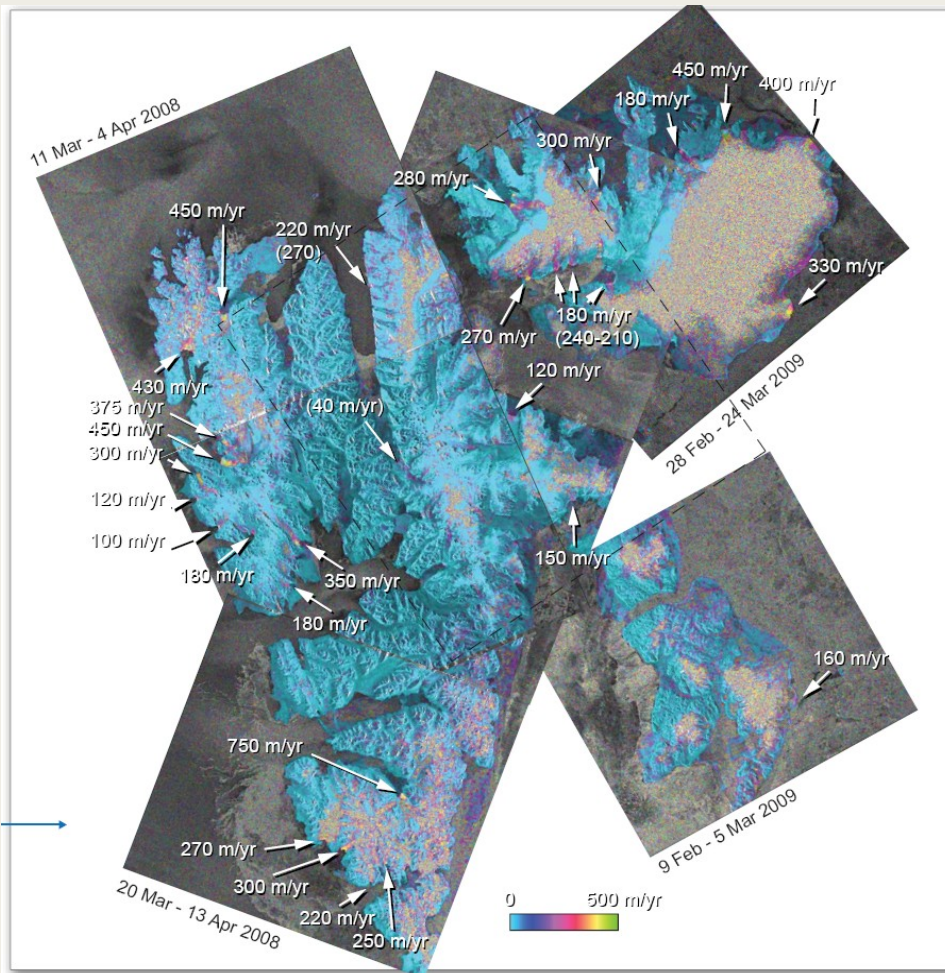 450 m/yr
400 m/yr
180 m/yr
11 Mar - 4 Apr 2008
300 m/yr
280 m/yr
450 m/yr
220 m/yr
(270)
330 m/yr
180 m/yr
(240-210)
270 m/yr
120 m/yr
430 m/yr
28 Feb - 24 Mar 2009
375 m/yr
(40 m/yr)
450 m/yr
300 m/yr
120 m/yr
100 m/yr
150 m/yr
180 m/yr
350 m/yr
180 m/yr
160 m/yr
750 m/yr
9 Feb - 5 Mar 2009
270 m/yr
300 m/yr
0 500 m/yr
220 m/yr
20 Mar - 13 Apr 2008
250 m/yr